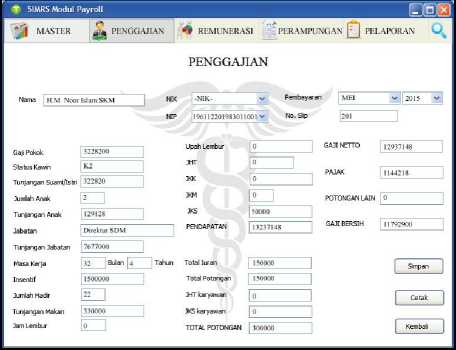 SIMRS Modul Payroll
MASTER PENGGAJIAN REMUNERASI PERAMPUNGAN PELAPORAN
PENGGAJIAN
Nama H.M. Noor Islam SKM NIK -NIK- Pembayaran MEI 2015
NIP 196112201983011001 No. Slip 201
Gaji Pokok 3228200 Upah Lembur 0 GAJI NETTO 12937148
Status Kawin K2 JHT 0
Tunjangan Suami/Istri 322820 JKK 0 PAJAK 1144218
Jumlah Anak 2 JKM 0 POTONGAN LAIN 0
Tunjangan Anak 129128 JKS 50000
Jabatan Direktur SDM PENDAPATAN 13237148 GAJI BERSIH 11792900
Tunjangan Jabatan 7677000
Masa Kerja 32 Bulan 4 Tahun Total Iuran 150000 Simpan
Insentif 1500000 Total Potongan 150000
Jumlah Hadir 22 JHT karyawan 0 Cetak
Tunjangan Makan 330000 JKS karyawan 0
Jam Lembur 0 TOTAL POTONGAN 300000 Kembali